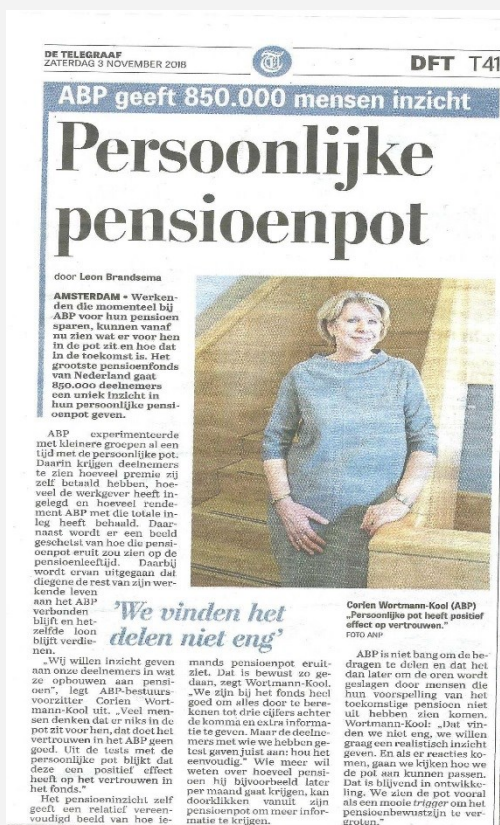 DE TELEGRAAF
ZATERDAG 3 NOVEMBER 2018
DFT T41
ABP geeft 850.000 mensen inzicht
Persoonlijke
pensioenpot
door Leon Brandsema
AMSTERDAM • Werken-
den die momenteel bij
ABP voor hun pensioen
sparen, kunnen vanaf
nu zien wat er voor hen
in de pot zit en hoe dat
in de toekomst is. Het
grootste pensioenfonds
van Nederland gaat
850.000 deelnemers
een uniek inzicht in
hun persoonlijke pensi-
oenpot geven.
ABP experimenteerde
met kleinere groepen al een
tijd met de persoonlijke pot.
Daarin krijgen deelnemers
te zien hoeveel premie zij
zelf betaald hebben, hoe-
veel de werkgever heeft in-
gelegd en hoeveel rende-
ment ABP met die totale in-
leg heeft behaald. Daar-
naast wordt er een beeld
geschetst van hoe die pensi-
oenpot eruit zou zien op de
pensioenleeftijd. Daarbij
wordt ervan uitgegaan dat
diegene de rest van zijn wer-
kende leven
aan het ABP
verbonden
blijft en het-
zelfde loon
blijft verdie-
nen.
„Wij willen inzicht geven
aan onze deelnemers in wat
ze opbouwen aan pensi-
oen”, legt ABP-bestuurs-
voorzitter Corien Wort-
mann-Kool uit. „Veel men-
sen denken dat er niks in de
pot zit voor hen, dat doet het
vertrouwen in het ABP geen
goed. Uit de tests met de
persoonlijke pot blijkt dat
deze een positief effect
heeft op het vertrouwen in
het fonds.”
Het pensioeninzicht zelf
geeft een relatief vereen-
voudigd beeld van hoe ie-
'We vinden het
delen niet eng'
mands pensioenpot eruit-
ziet. Dat is bewust zo ge-
daan, zegt Wortmann-Kool.
„We zijn bij het fonds heel
goed om alles door te bere-
kenen tot drie cijfers achter
de komma en extra informa-
tie te geven. Maar de deelne-
mers met wie we hebben ge-
test gaven juist aan: hou het
eenvoudig.” Wie meer wil
weten over hoeveel pensi-
oen hij bijvoorbeeld later
per maand gaat krijgen, kan
doorklikken vanuit zijn
pensioenpot om meer infor-
matie te krijgen.
Corien Wortmann-Kool (ABP)
„Persoonlijke pot heeft positief
effect op vertrouwen.”
FOTO ANP
ABP is niet bang om de be-
dragen te delen en dat het
dan later om de oren wordt
geslagen door mensen die
hun voorspelling van het
toekomstige pensioen niet
uit hebben zien komen.
Wortmann-Kool: „Dat vin-
den we niet eng, we willen
graag een realistisch inzicht
geven. En als er reacties ko-
men, gaan we kijken hoe we
de pot aan kunnen passen.
Dat is blijvend in ontwikke-
ling. We zien de pot vooral
als een mooie trigger om het
pensioenbewustzijn te ver-
groten.”